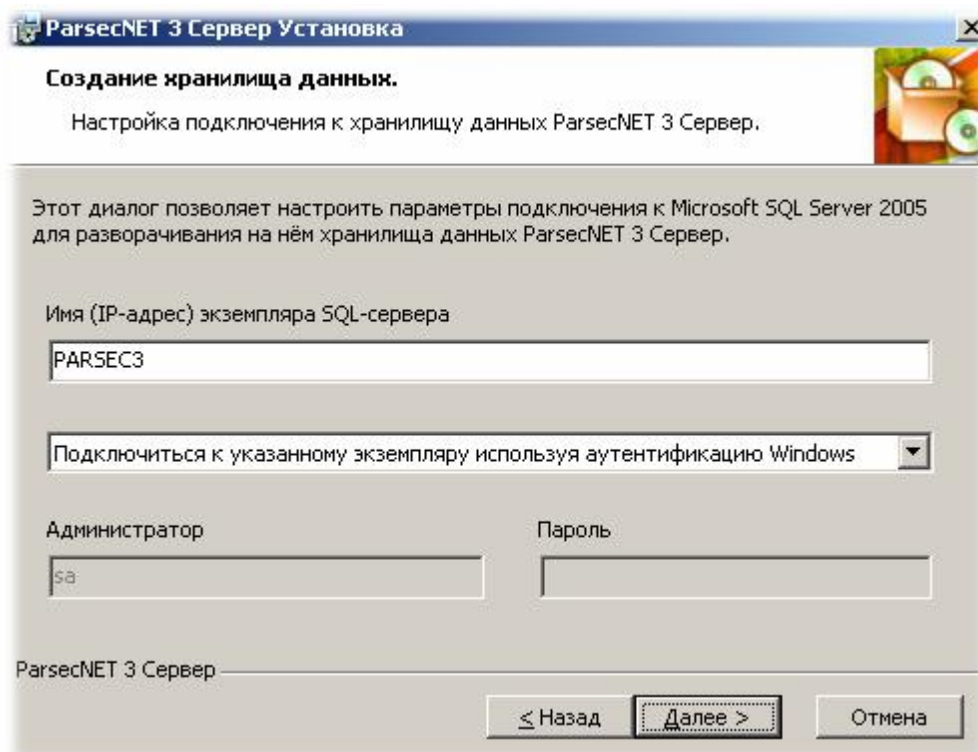 ParsecNET 3 Сервер Установка
Создание хранилища данных.
Настройка подключения к хранилищу данных ParsecNET 3 Сервер.
Этот диалог позволяет настроить параметры подключения к Microsoft SQL Server 2005
для разворачивания на нём хранилища данных ParsecNET 3 Сервер.
Имя (IP-адрес) экземпляра SQL-сервера
PARSEC3
Подключиться к указанному экземпляру используя аутентификацию Windows
Администратор Пароль
sa
ParsecNET 3 Сервер
< Назад Далее > Отмена